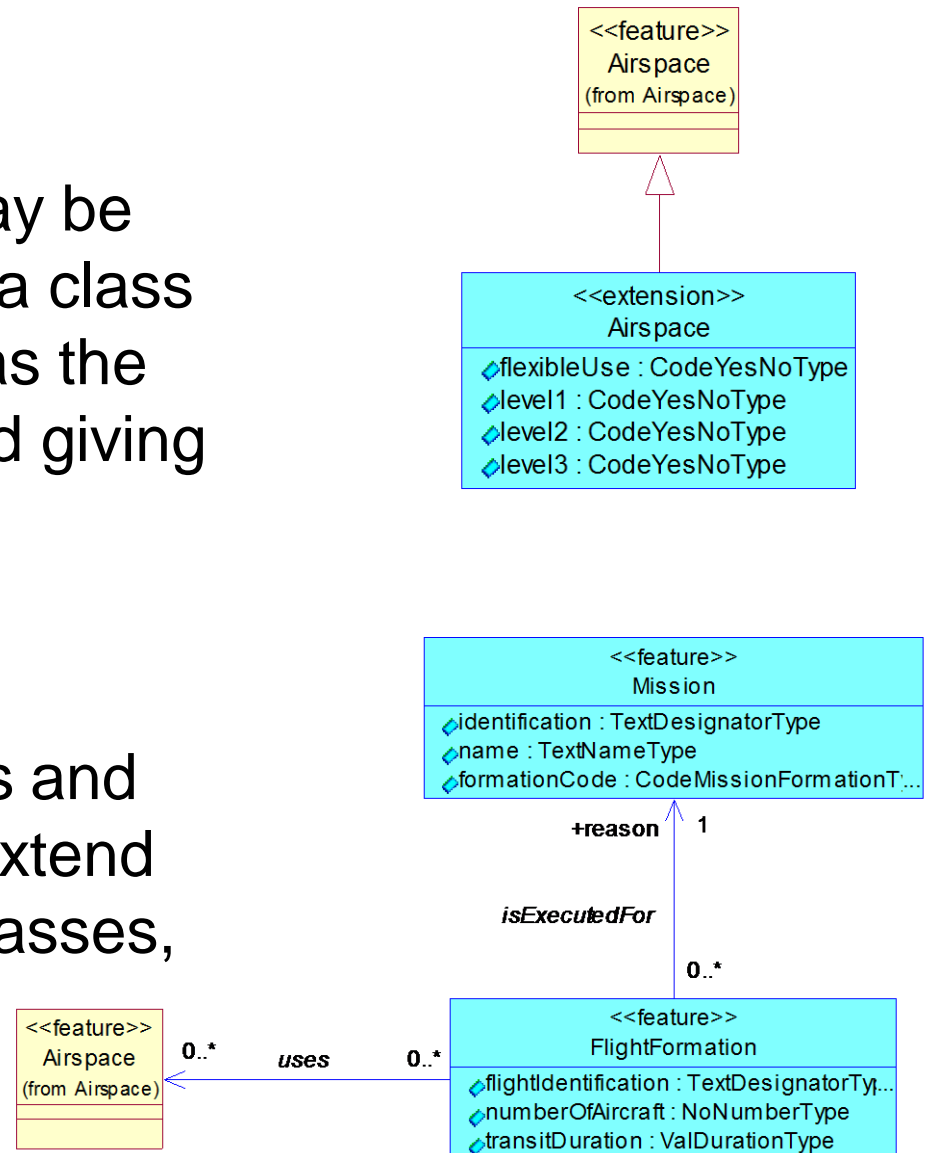 <<feature>>
Airspace
(from Airspace)
ay be
a class
as the
d giving
<<extension>>
Airspace
flexibleUse : CodeYesNoType
level1 : CodeYesNoType
level2 : CodeYesNoType
level3 : CodeYesNoType
<<feature>>
Mission
identification : TextDesignatorType
name : TextNameType
formationCode : CodeMissionFormationT...
+reason 1
isExecutedFor
0..*
s and
xtend
asses,
<<feature>>
Airspace
(from Airspace)
0..* uses 0..*
<<feature>>
FlightFormation
flightIdentification : TextDesignatorTyp...
numberOfAircraft : NoNumberType
transitDuration : ValDurationType